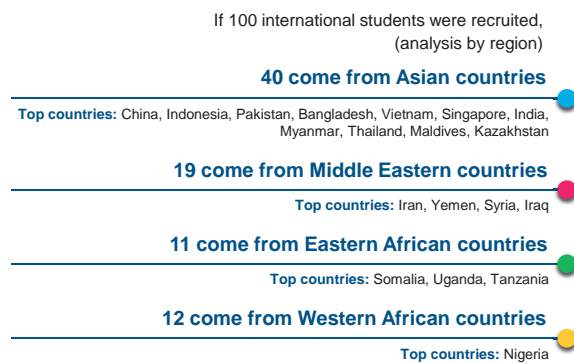 If 100 international students were recruited,
(analysis by region)
40 come from Asian countries
Top countries: China, Indonesia, Pakistan, Bangladesh, Vietnam, Singapore, India,
Myanmar, Thailand, Maldives, Kazakhstan
19 come from Middle Eastern countries
Top countries: Iran, Yemen, Syria, Iraq
11 come from Eastern African countries
Top countries: Somalia, Uganda, Tanzania
12 come from Western African countries
Top countries: Nigeria